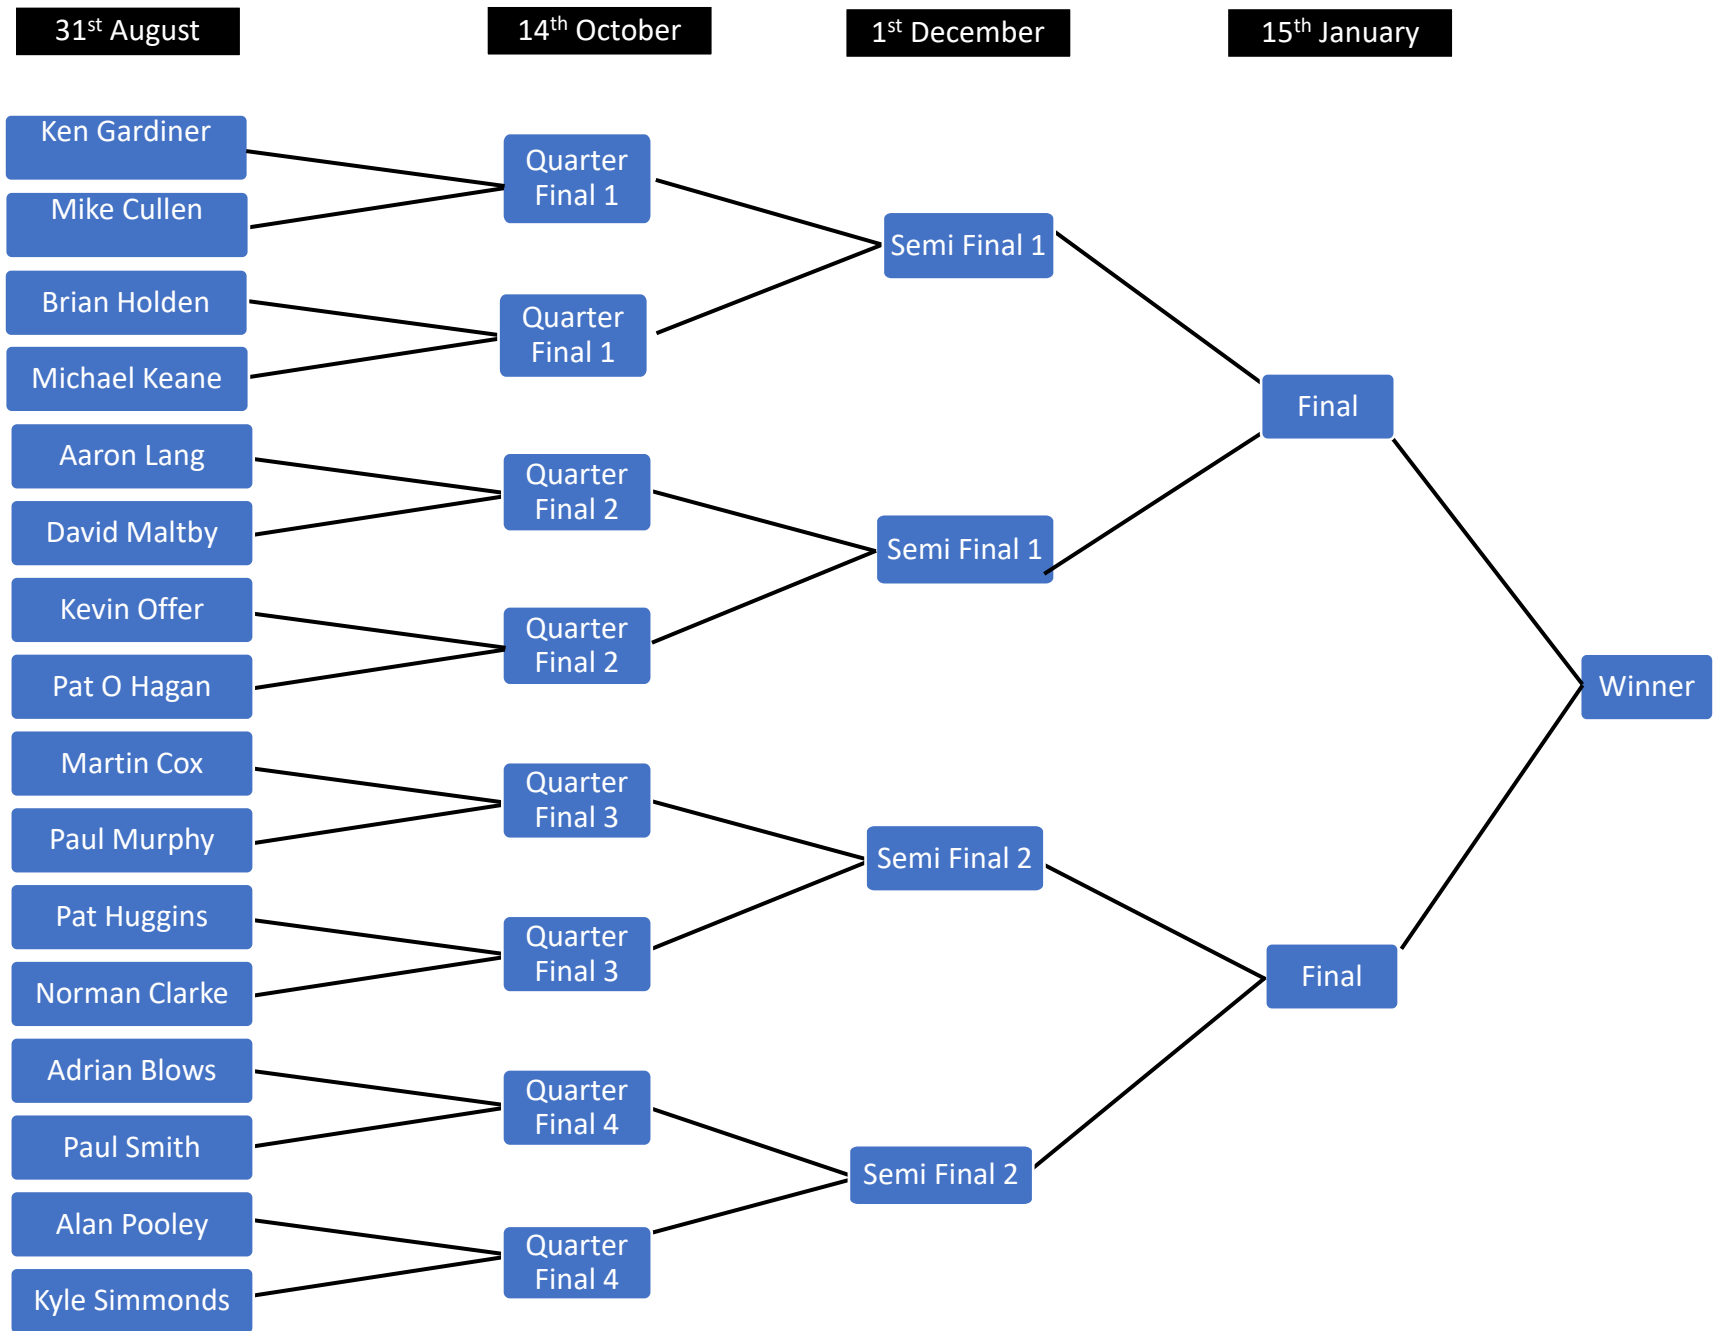 31st August
14th October
1st December
15th January
Ken Gardiner
Mike Cullen
Brian Holden
Michael Keane
Aaron Lang
David Maltby
Kevin Offer
Pat O Hagan
Martin Cox
Paul Murphy
Pat Huggins
Norman Clarke
Adrian Blows
Paul Smith
Alan Pooley
Kyle Simmonds
Quarter
Final 1
Quarter
Final 1
Quarter
Final 2
Quarter
Final 2
Quarter
Final 3
Quarter
Final 3
Quarter
Final 4
Quarter
Final 4
Semi Final 1
Semi Final 1
Semi Final 2
Semi Final 2
Final
Final
Winner